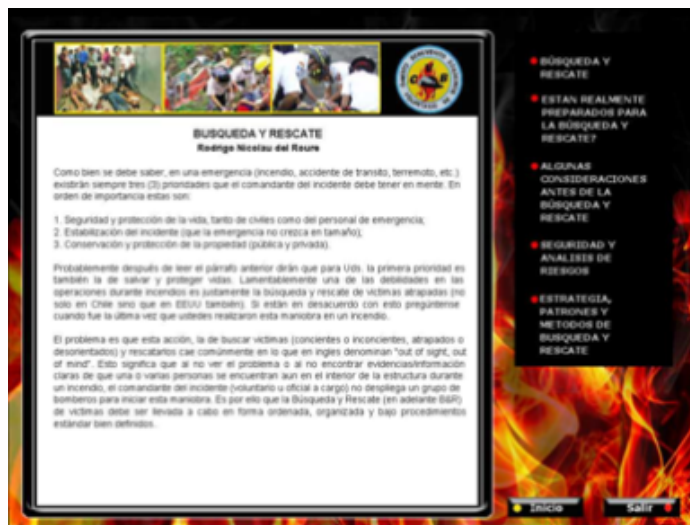 BUSQUEDA Y RESCATE
Rodrigo Nicolau del Roure
Como bien se debe saber, en una emergencia (incendio, accidente de transito, terremoto, etc.)
existirán siempre tres (3) prioridades que el comandante del incidente debe tener en mente. En
orden de importancia estas son:
1. Seguridad y protección de la vida, tanto de civiles como del personal de emergencia;
2. Estabilización del incidente (que la emergencia no crezca en tamaño);
3. Conservación y protección de la propiedad (pública y privada).
Probablemente después de leer el párrafo anterior dirán que para Uds. la primera prioridad es
también la de salvar y proteger vidas. Lamentablemente una de las debilidades en las
operaciones durante incendios es justamente la búsqueda y rescate de victimas atrapadas (no
solo en Chile sino que en EEUU también). Si están en desacuerdo con esto pregúntense
cuando fue la última vez que ustedes realizaron esta maniobra en un incendio.
El problema es que esta acción, la de buscar victimas (concientes o inconcientes, atrapados o
desorientados) y rescatarlos cae comúnmente en lo que en ingles denominan "out of sight, out
of mind". Esto significa que al no ver el problema o al no encontrar evidencias/información
claras de que una o varias personas se encuentran aun en el interior de la estructura durante
un incendio, el comandante del incidente (voluntario u oficial a cargo) no despliega un grupo de
bomberos para iniciar esta maniobra. Es por ello que la Búsqueda y Rescate (en adelante B&R)
de victimas debe ser llevada a cabo en forma ordenada, organizada y bajo procedimientos
estándar bien definidos.
BÚSQUEDA Y
RESCATE
ESTAN REALMENTE
PREPARADOS PARA
LA BÚSQUEDA Y
RESCATE?
ALGUNAS
CONSIDERACIONES
ANTES DE LA
BÚSQUEDA Y
RESCATE
SEGURIDAD Y
ANALISIS DE
RIESGOS
ESTRATEGIA,
PATRONES Y
METODOS DE
BUSQUEDA Y
RESCATE
Inicio
Salir